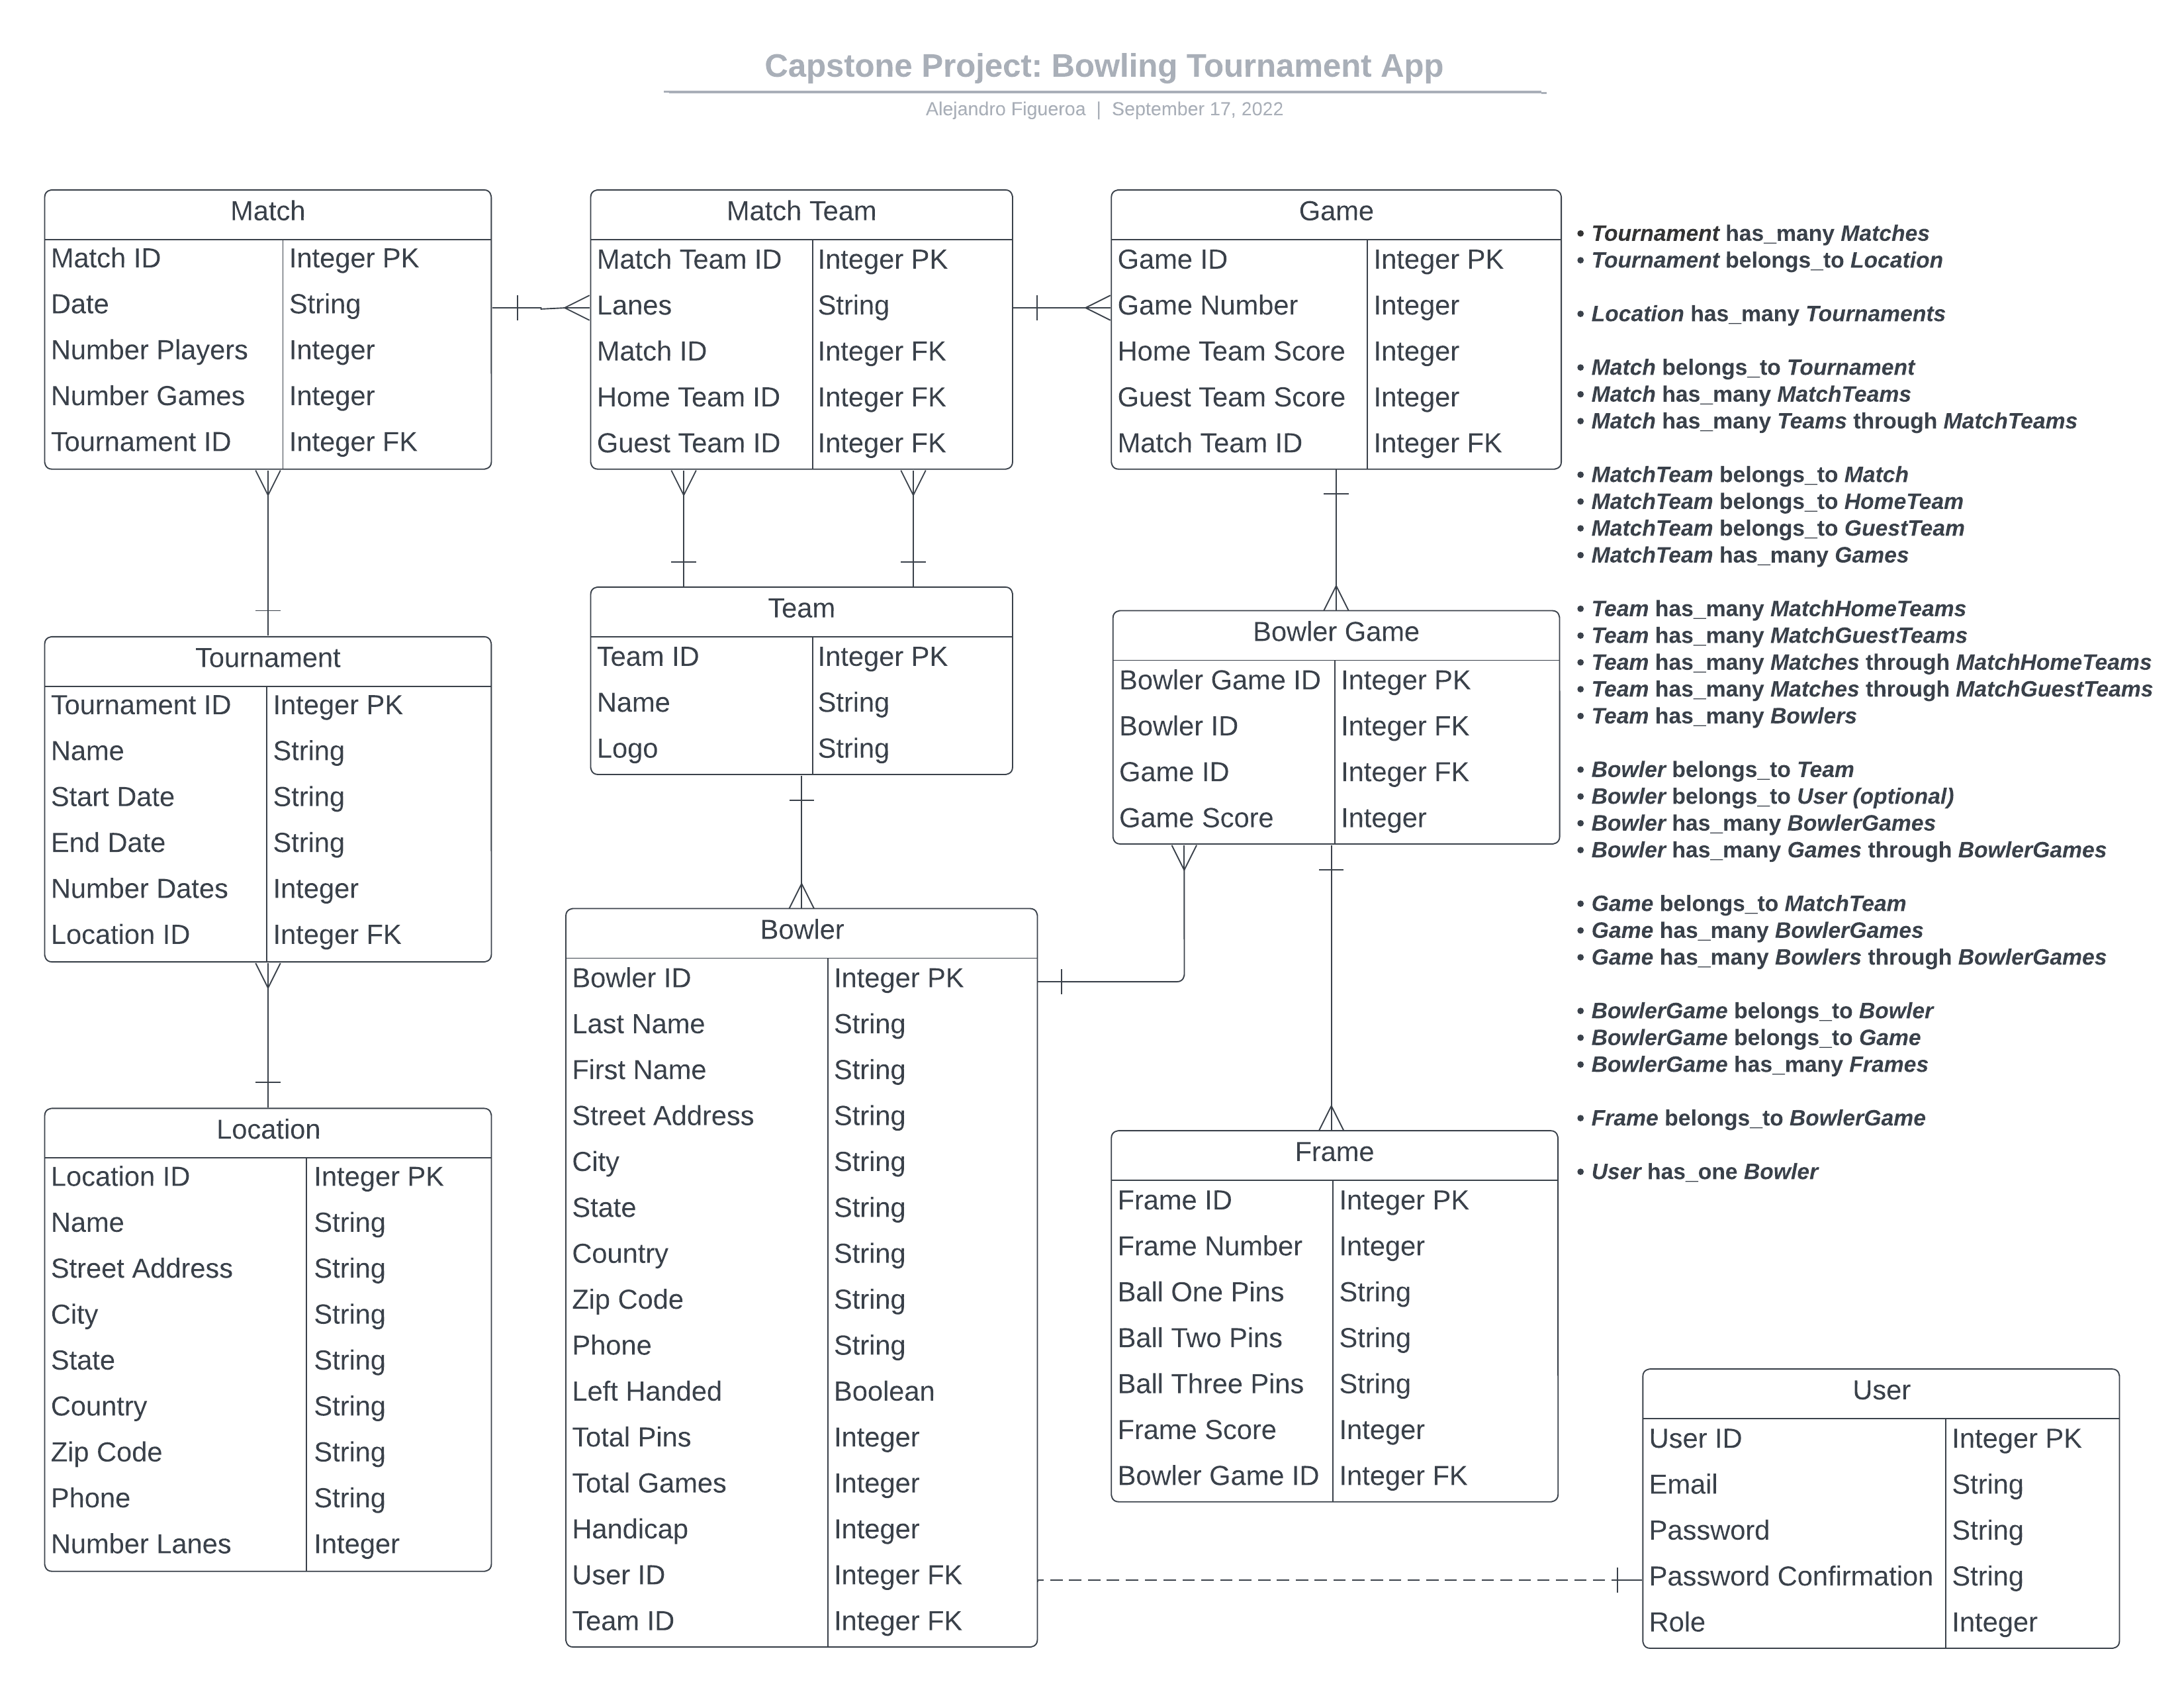 Capstone Project: Bowling Tournament App
Alejandro Figueroa | September 17, 2022
Match
Match ID Integer PK
Date String
Number Players Integer
Number Games Integer
Tournament ID Integer FK
Match Team
Match Team ID Integer PK
Lanes String
Match ID Integer FK
Home Team ID Integer FK
Guest Team ID Integer FK
Game
Game ID Integer PK
Game Number Integer
Home Team Score Integer
Guest Team Score Integer
Match Team ID Integer FK
Tournament
Tournament ID Integer PK
Name String
Start Date String
End Date String
Number Dates Integer
Location ID Integer FK
Team
Team ID Integer PK
Name String
Logo String
Bowler Game
Bowler Game ID Integer PK
Bowler ID Integer FK
Game ID Integer FK
Game Score Integer
Location
Location ID Integer PK
Name String
Street Address String
City String
State String
Country String
Zip Code String
Phone String
Number Lanes Integer
Bowler
Bowler ID Integer PK
Last Name String
First Name String
Street Address String
City String
State String
Country String
Zip Code String
Phone String
Left Handed Boolean
Total Pins Integer
Total Games Integer
Handicap Integer
User ID Integer FK
Team ID Integer FK
Frame
Frame ID Integer PK
Frame Number Integer
Ball One Pins String
Ball Two Pins String
Ball Three Pins String
Frame Score Integer
Bowler Game ID Integer FK
• Tournament has_many Matches
• Tournament belongs_to Location
• Location has_many Tournaments
• Match belongs_to Tournament
• Match has_many MatchTeams
• Match has_many Teams through MatchTeams
• MatchTeam belongs_to Match
• MatchTeam belongs_to HomeTeam
• MatchTeam belongs_to GuestTeam
• MatchTeam has_many Games
• Team has_many MatchHomeTeams
• Team has_many MatchGuestTeams
• Team has_many Matches through MatchHomeTeams
• Team has_many Matches through MatchGuestTeams
• Team has_many Bowlers
• Bowler belongs_to Team
• Bowler belongs_to User (optional)
• Bowler has_many BowlerGames
• Bowler has_many Games through BowlerGames
• Game belongs_to MatchTeam
• Game has_many BowlerGames
• Game has_many Bowlers through BowlerGames
• BowlerGame belongs_to Bowler
• BowlerGame belongs_to Game
• BowlerGame has_many Frames
• Frame belongs_to BowlerGame
• User has_one Bowler
User
User ID Integer PK
Email String
Password String
Password Confirmation String
Role Integer